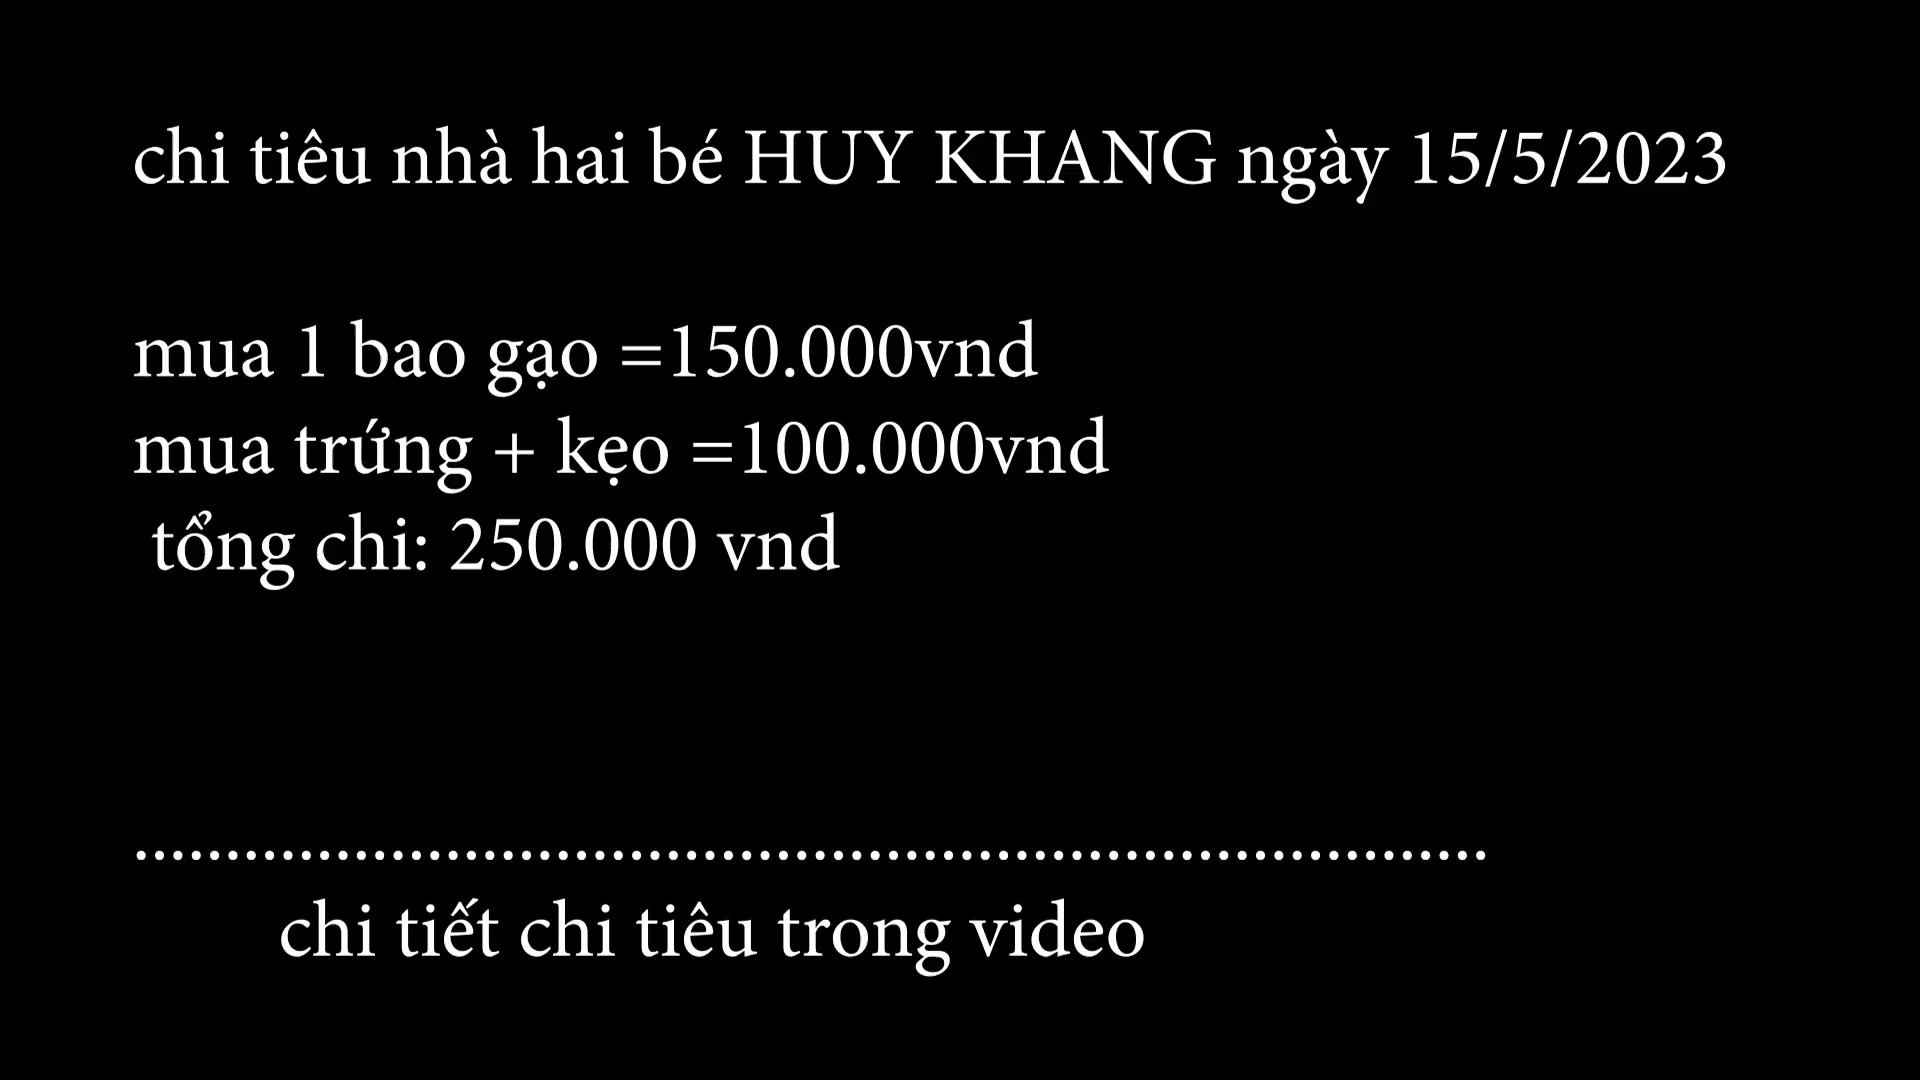 chi tiêu nhà hai bé HUY KHANG ngày 15/5/2023
mua 1 bao gạo =150.000vnd
mua trứng + kẹo =100.000vnd
tổng chi: 250.000 vnd
..........................................................................
chi tiết chi tiêu trong video